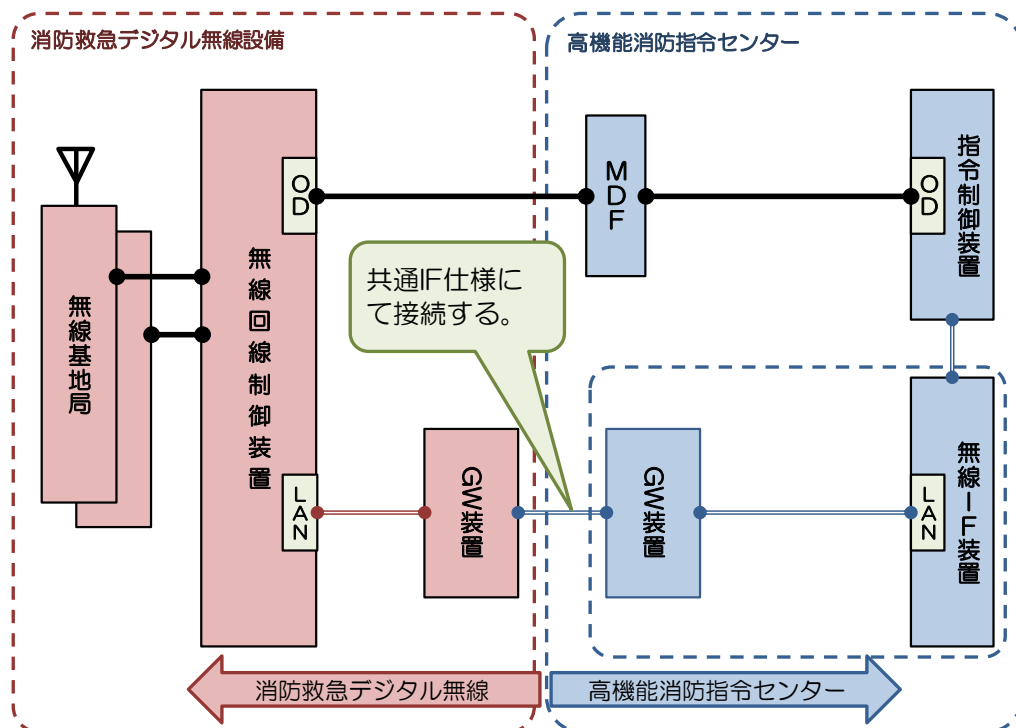 消防救急デジタル無線設備
高機能消防指令センター
無線基地局
無線回線制御装置
OD
MDF
OD
指令制御装置
共通IF仕様に
て接続する。
LAN
GW装置
GW装置
LAN
無線IF装置
消防救急デジタル無線
高機能消防指令センター